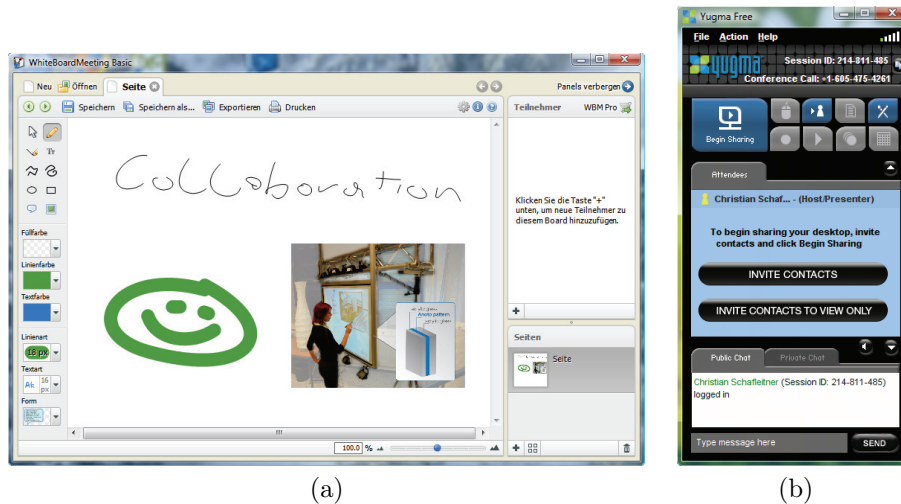 WhiteBoardMeeting Basic
Neu Öffnen Seite Panels verbergen
Speichern Speichern als... Exportieren Drucken
Teilnehmer WBM Pro
Collaboration
Klicken Sie die Taste "+"
unten, um neue Teilnehmer zu
diesem Board hinzuzufügen.
Füllfarbe
Linienfarbe
Textfarbe
Linienart
18 px
Textart
16
px
Form
Seiten
Seite
100.0 %
(a)
Yugma Free
File Action Help
yugma
Session ID: 214-811-485
Conference Call: +1-605-475-4261
Begin Sharing
Attendees
Christian Schaf... - (Host/Presenter)
To begin sharing your desktop, invite
contacts and click Begin Sharing
INVITE CONTACTS
INVITE CONTACTS TO VIEW ONLY
Public Chat Private Chat
Christian Schafleitner (Session ID: 214-811-485)
logged in
Type message here SEND
(b)